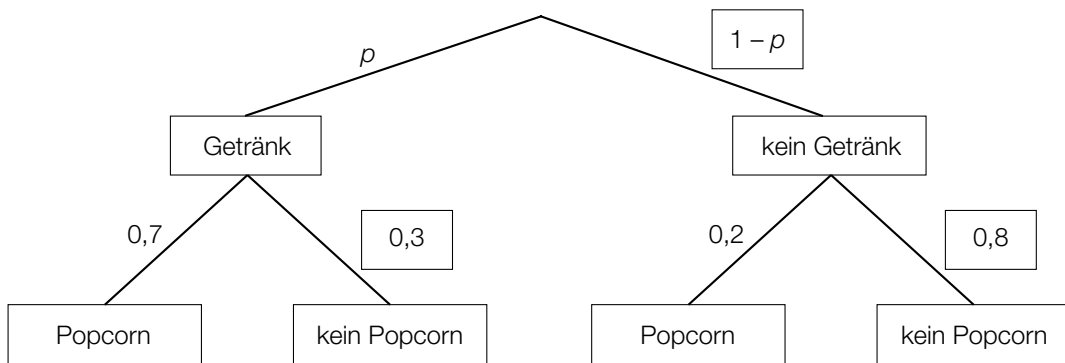 p
1 – p
Getränk
kein Getränk
0,7
0,3
0,2
0,8
Popcorn
kein Popcorn
Popcorn
kein Popcorn